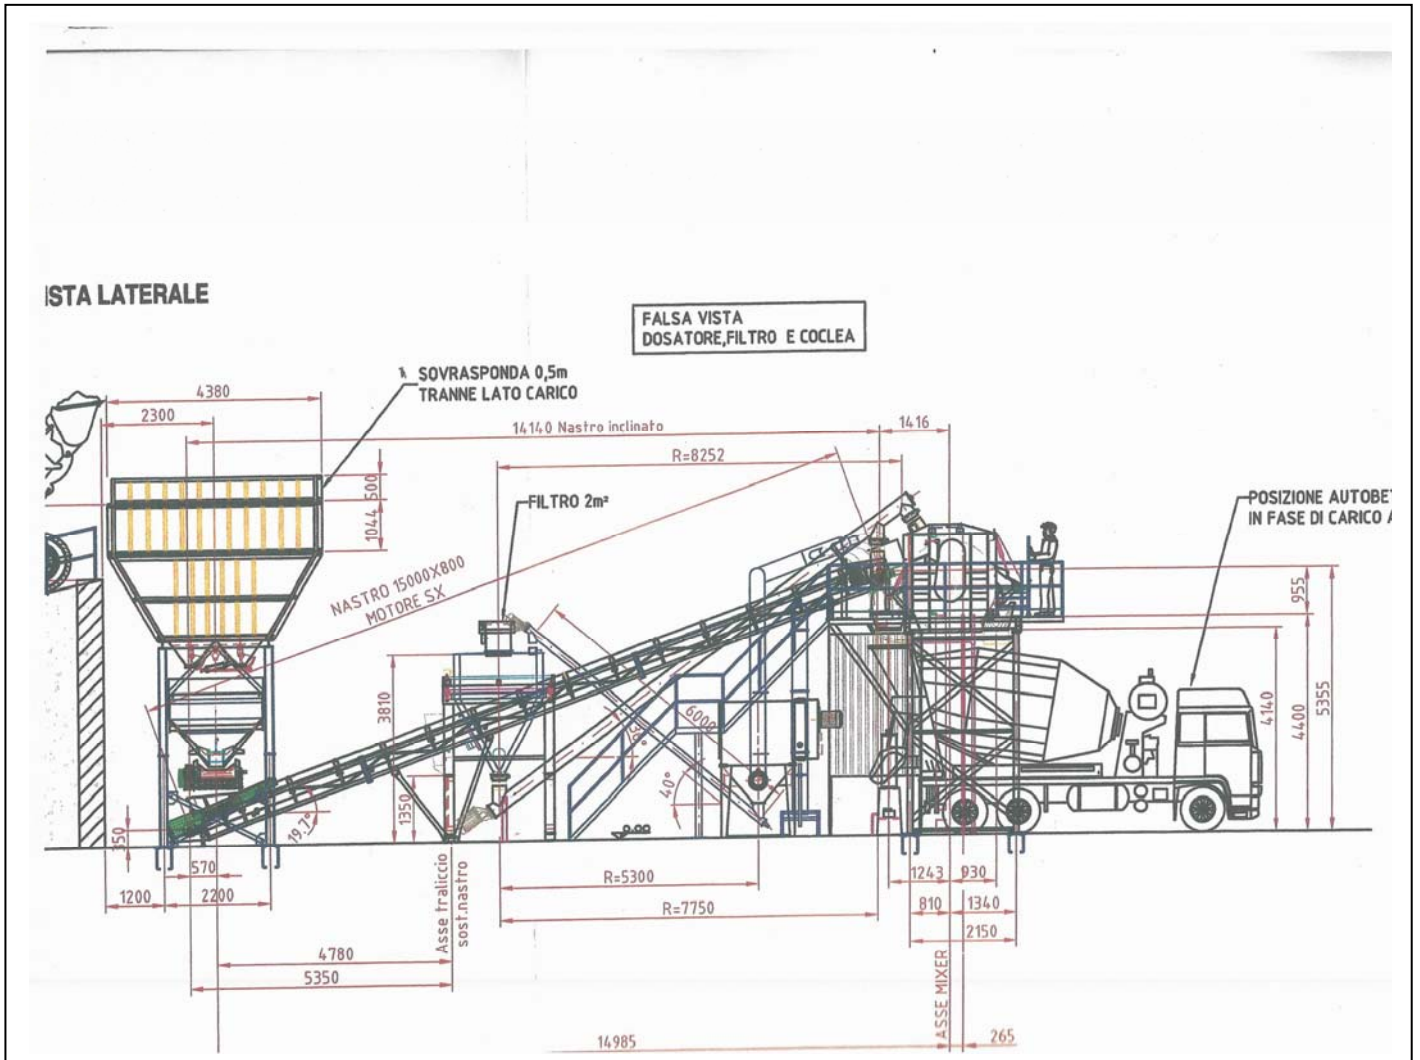 ISTA LATERALE
FALSA VISTA
DOSATORE,FILTRO E COCLEA
SOVRASPONDA 0,5m
TRANNE LATO CARICO
4380
2300
14140 Nastro inclinato
1416
R=8252
500
1044
FILTRO 2m²
POSIZIONE AUTOBE
IN FASE DI CARICO A
NASTRO 15000X800
MOTORE SX
955
3810
6000
4140
4400
5355
40°
1350
19.7°
350
570
1200
2200
Asse traliccio
sost.nastro
R=5300
R=7750
1243
930
810
1340
2150
4780
5350
ASSE MIXER
14985
265